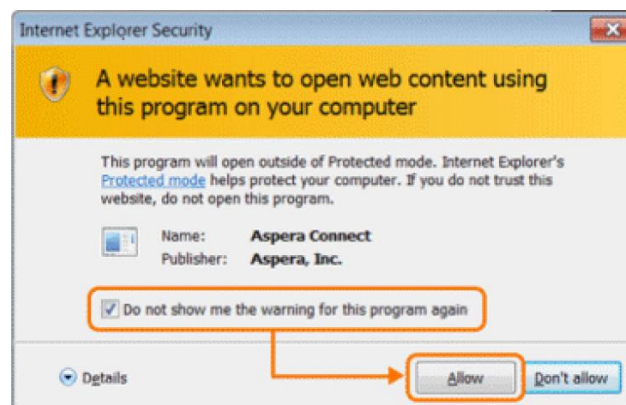 Internet Explorer Security
A website wants to open web content using
this program on your computer
This program will open outside of Protected mode. Internet Explorer's
Protected mode helps protect your computer. If you do not trust this
website, do not open this program.
Name: Aspera Connect
Publisher: Aspera, Inc.
Do not show me the warning for this program again
Details
Allow
Don't allow